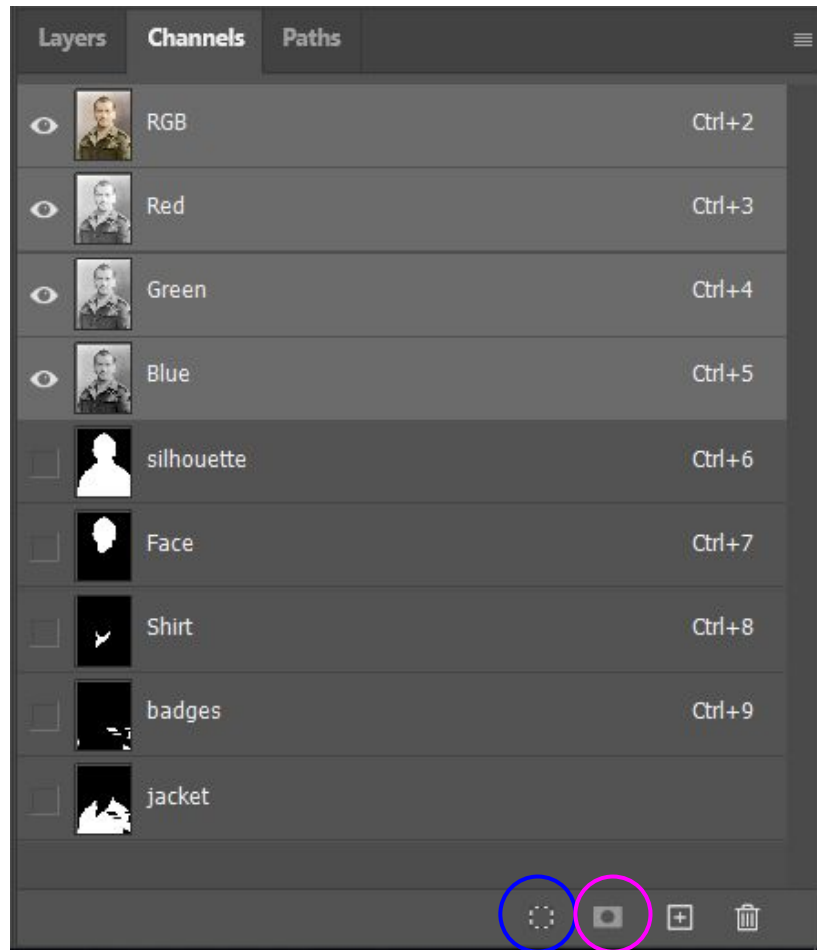 Layers Channels Paths
RGB Ctrl+2
Red Ctrl+3
Green Ctrl+4
Blue Ctrl+5
silhouette Ctrl+6
Face Ctrl+7
Shirt Ctrl+8
badges Ctrl+9
jacket